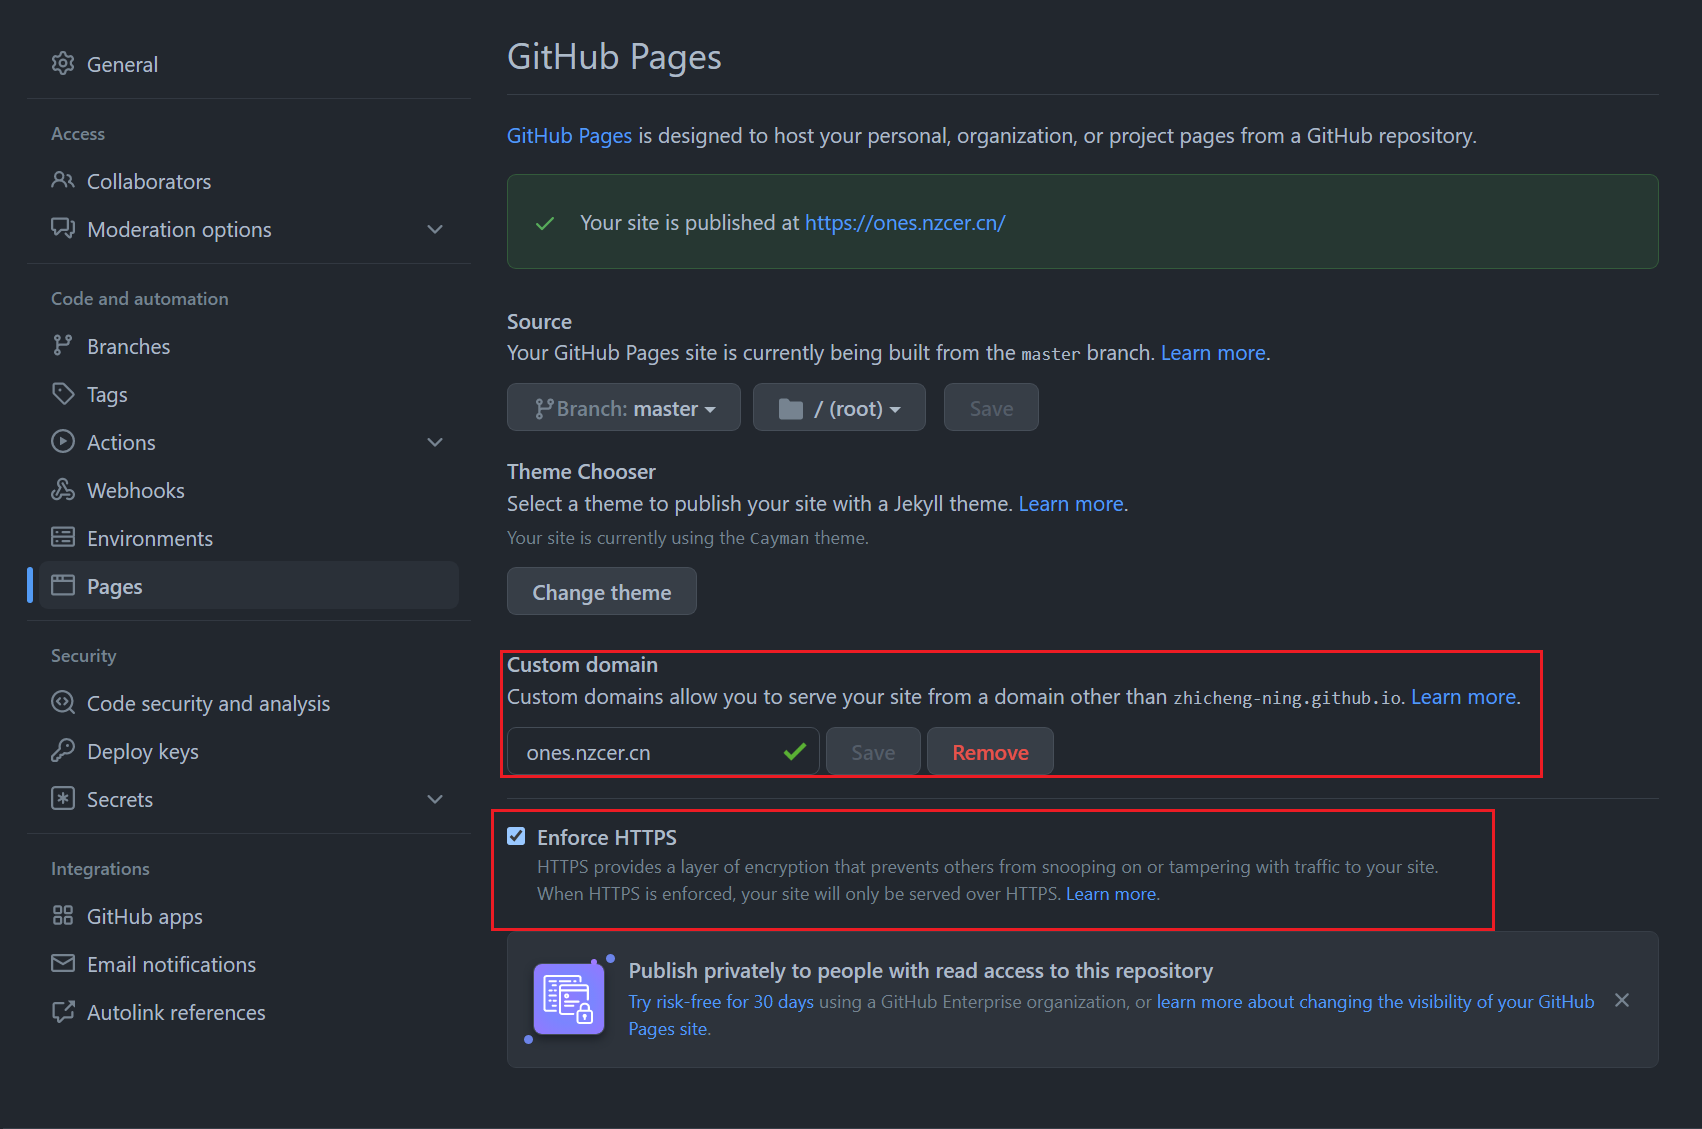 General
Access
Collaborators
Moderation options
Code and automation
Branches
Tags
Actions
Webhooks
Environments
Pages
Security
Code security and analysis
Deploy keys
Secrets
Integrations
GitHub apps
Email notifications
Autolink references
GitHub Pages
GitHub Pages is designed to host your personal, organization, or project pages from a GitHub repository.
Your site is published at https://ones.nzcer.cn/
Source
Your GitHub Pages site is currently being built from the master branch. Learn more.
Branch: master / (root) Save
Theme Chooser
Select a theme to publish your site with a Jekyll theme. Learn more.
Your site is currently using the Cayman theme.
Change theme
Custom domain
Custom domains allow you to serve your site from a domain other than zhicheng-ning.github.io. Learn more.
ones.nzcer.cn Save Remove
Enforce HTTPS
HTTPS provides a layer of encryption that prevents others from snooping on or tampering with traffic to your site.
When HTTPS is enforced, your site will only be served over HTTPS. Learn more.
Publish privately to people with read access to this repository
Try risk-free for 30 days using a GitHub Enterprise organization, or learn more about changing the visibility of your GitHub
Pages site.